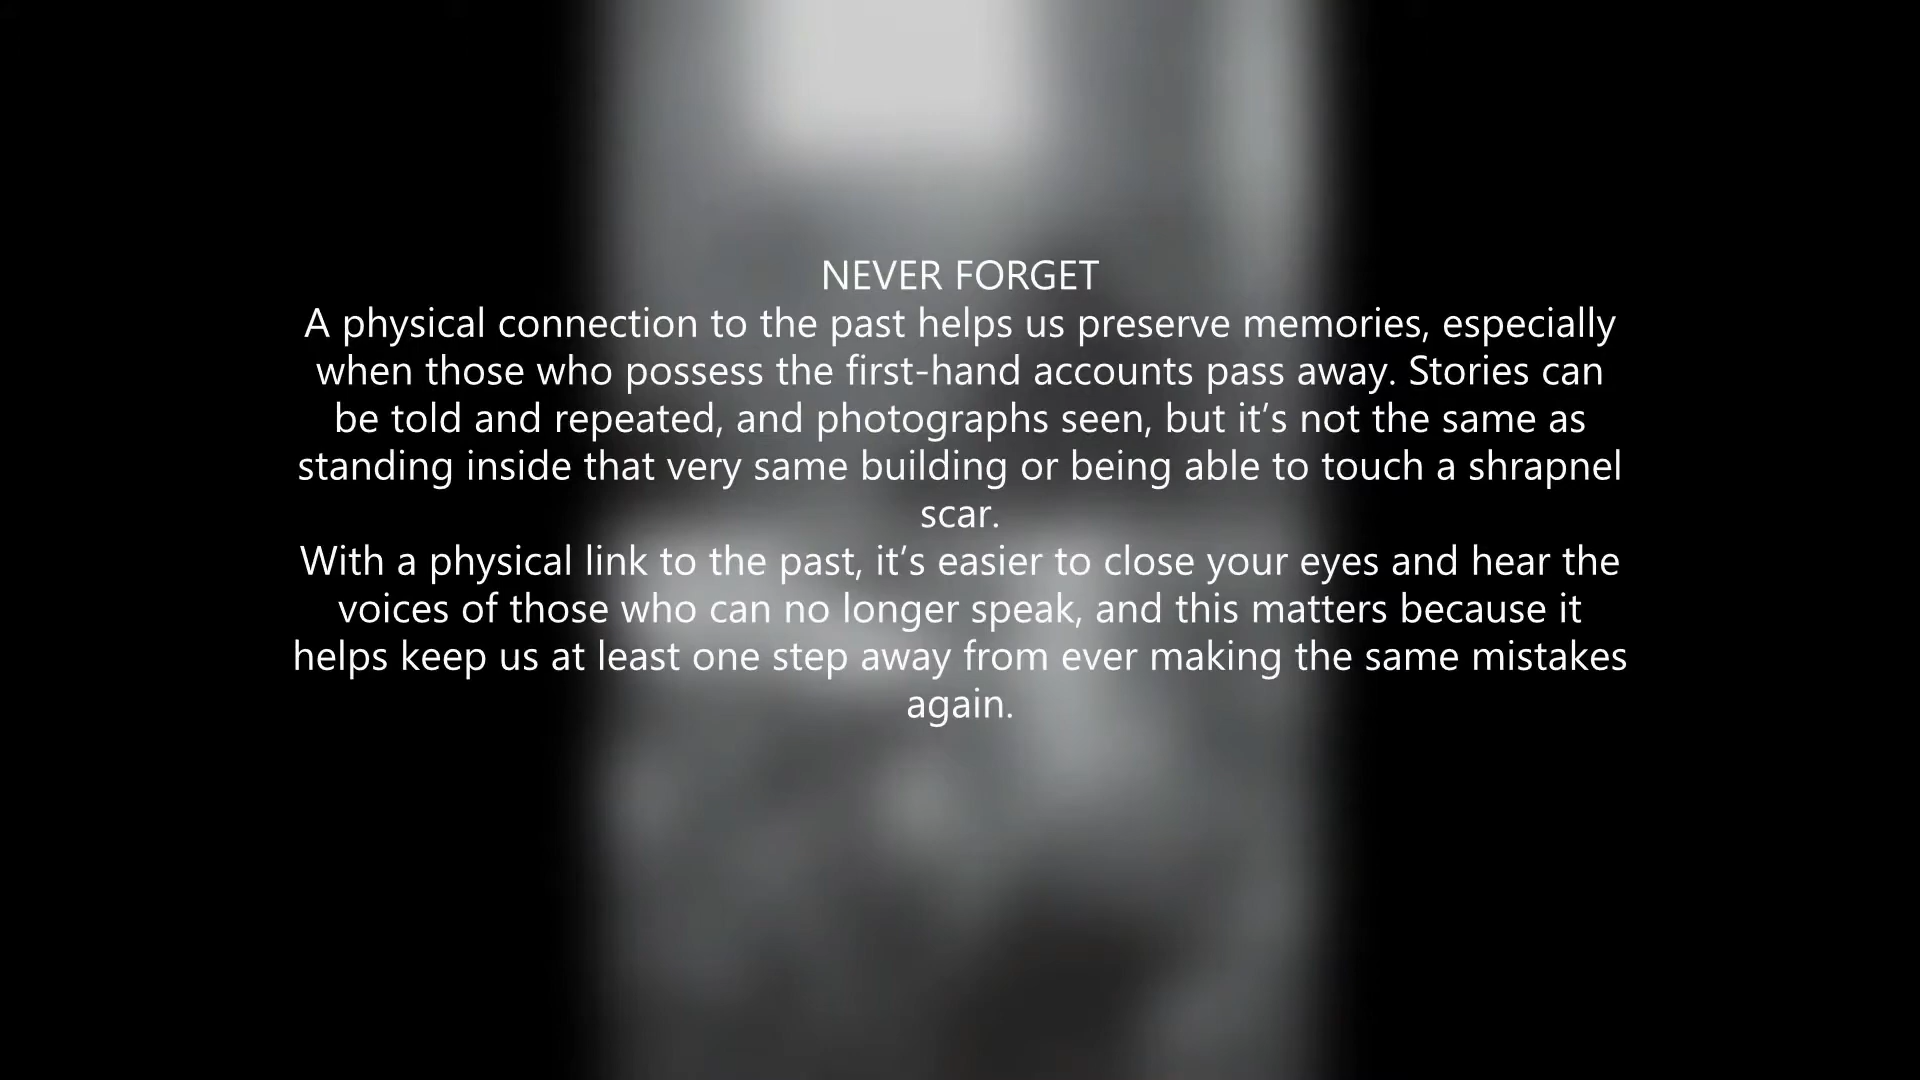 NEVER FORGET
A physical connection to the past helps us preserve memories, especially
when those who possess the first-hand accounts pass away. Stories can
be told and repeated, and photographs seen, but it’s not the same as
standing inside that very same building or being able to touch a shrapnel
scar.
With a physical link to the past, it’s easier to close your eyes and hear the
voices of those who can no longer speak, and this matters because it
helps keep us at least one step away from ever making the same mistakes
again.